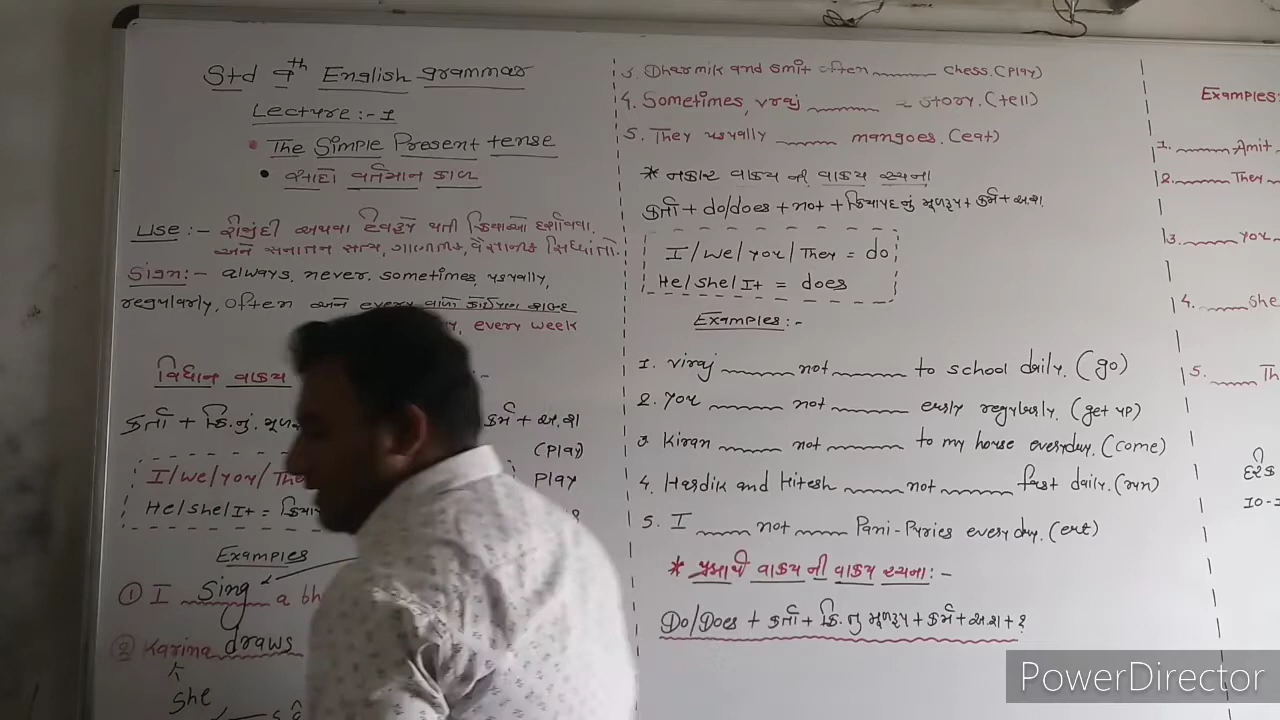 Std 9th English grammar
Lecture :- 1
• The Simple Present tense
• સાદો વર્તમાન કાળ
Use :- રોજીંદી અથવા દરરોજ થતી ક્રિયાઓ દર્શાવવા.
અને સનાતન સત્ય, ગાણિતીક, વૈજ્ઞાનીક સિધ્ધાંતો.
Sign:- always, never, sometimes, usually,
regularly, often અને every વાળા
every week
વિધાન વાક્ય
કર્તા + ક્રિ.નું મૂળ
કર્મ + અ.શ
(Play)
I/We/You/The
Play
He/She/It =
Examples
① I Sing a bh
② Karina draws
She
3. Dharmik and Smit often ____ chess. (Play)
4. Sometimes, vraj ____ a story. (tell)
5. They usually ____ mangoes. (eat)
* નકાર વાક્ય ની વાક્ય રચના
કર્તા + do/does + not + ક્રિયાપદનું મૂળરૂપ + કર્મ + અ.શ.
I/We/You/They = do
He/She/It = does
Examples :-
1. Viraj ____ not ____ to school daily. (go)
2. You ____ not ____ early regularly. (get up)
3 Kiran ____ not ____ to my house everyday. (come)
4. Hardik and Hitesh ____ not ____ fast daily. (run)
5. I ____ not ____ Pani-Puries everyday. (eat)
* પ્રશ્નાર્થ વાક્ય ની વાક્ય રચના :-
Do/Does + કર્તા + ક્રિ.નુ મૂળરૂપ + કર્મ + અ.શ + ?
Examples:
1. ____ Amit
2. ____ They
3. ____ you
4. ____ She
5. ____ Th
દરેક
10-
PowerDirector